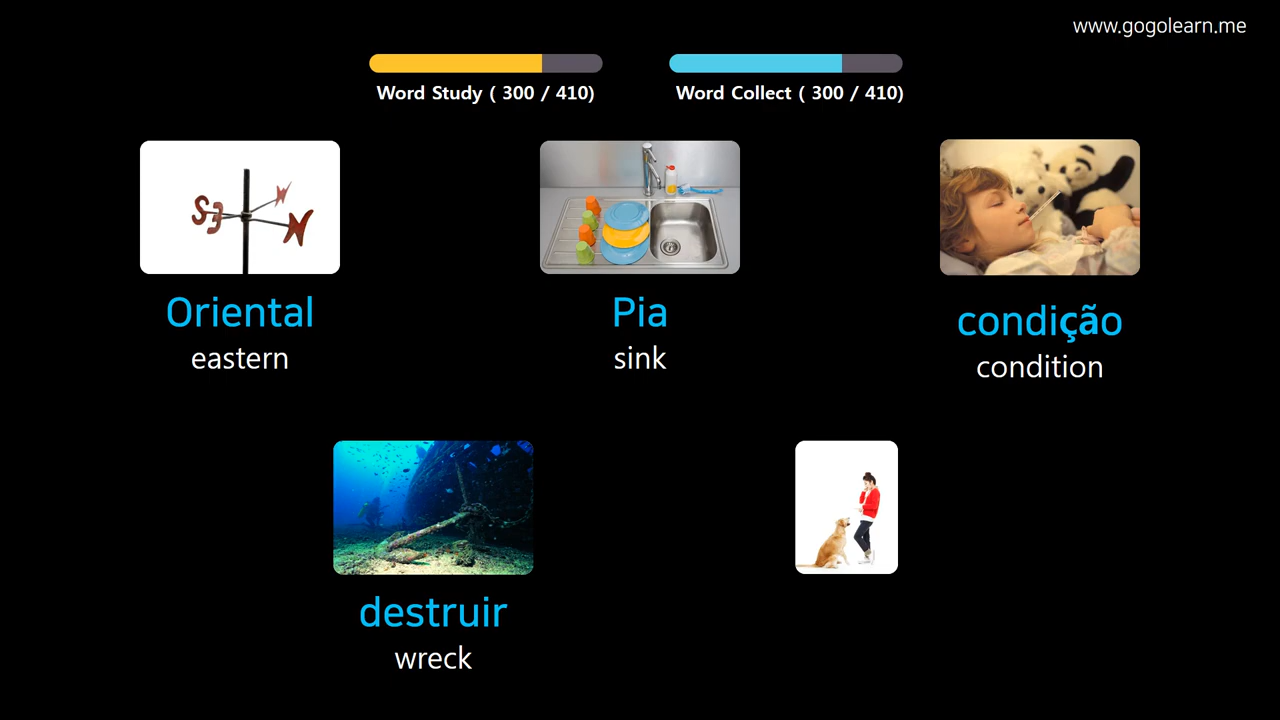 www.gogolearn.me
Word Study ( 300 / 410)
Word Collect ( 300 / 410)
S E N
Oriental
eastern
Pia
sink
condição
condition
destruir
wreck